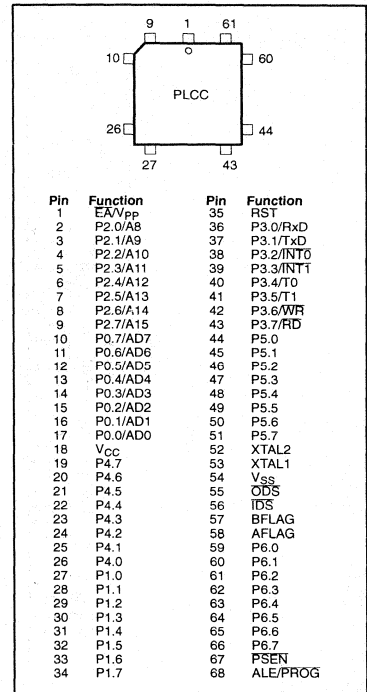 9 1 61
10 60
PLCC
26 44
27 43
Pin Function Pin Function
1 E̅A̅/VPP 35 RST
2 P2.0/A8 36 P3.0/RxD
3 P2.1/A9 37 P3.1/TxD
4 P2.2/A10 38 P3.2/I̅N̅T̅0̅
5 P2.3/A11 39 P3.3/I̅N̅T̅1̅
6 P2.4/A12 40 P3.4/T0
7 P2.5/A13 41 P3.5/T1
8 P2.6/A14 42 P3.6/W̅R̅
9 P2.7/A15 43 P3.7/R̅D̅
10 P0.7/AD7 44 P5.0
11 P0.6/AD6 45 P5.1
12 P0.5/AD5 46 P5.2
13 P0.4/AD4 47 P5.3
14 P0.3/AD3 48 P5.4
15 P0.2/AD2 49 P5.5
16 P0.1/AD1 50 P5.6
17 P0.0/AD0 51 P5.7
18 VCC 52 XTAL2
19 P4.7 53 XTAL1
20 P4.6 54 VSS
21 P4.5 55 O̅D̅S̅
22 P4.4 56 I̅D̅S̅
23 P4.3 57 BFLAG
24 P4.2 58 AFLAG
25 P4.1 59 P6.0
26 P4.0 60 P6.1
27 P1.0 61 P6.2
28 P1.1 62 P6.3
29 P1.2 63 P6.4
30 P1.3 64 P6.5
31 P1.4 65 P6.6
32 P1.5 66 P6.7
33 P1.6 67 P̅S̅E̅N̅
34 P1.7 68 ALE/P̅R̅O̅G̅